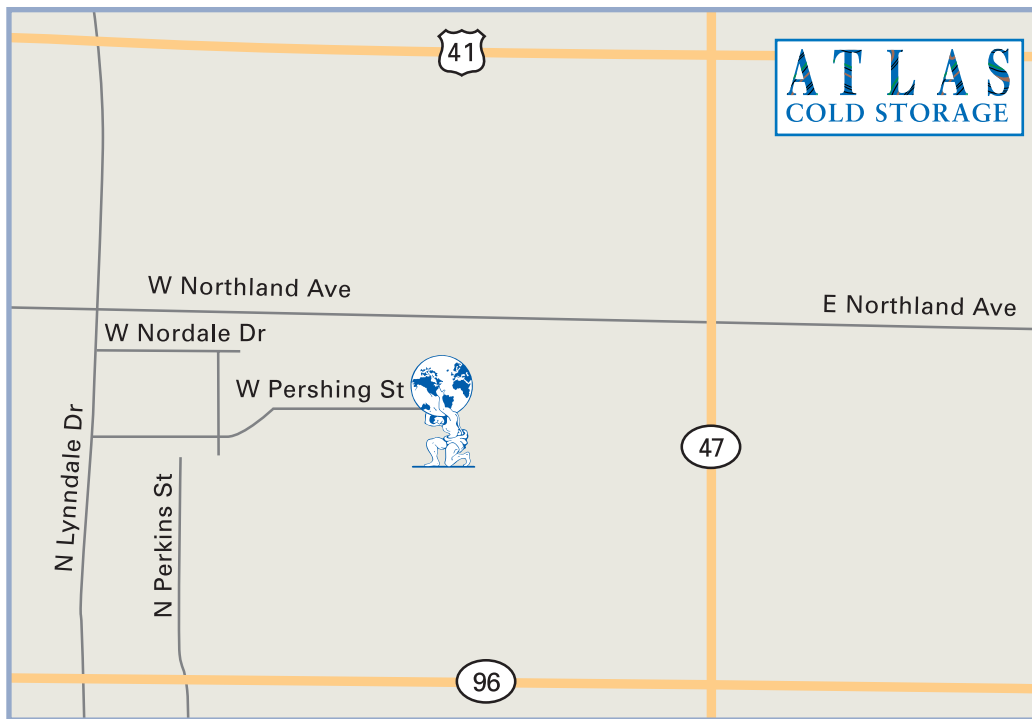 41
ATLAS
COLD STORAGE
W Northland Ave
E Northland Ave
W Nordale Dr
W Pershing St
N Lynndale Dr
47
N Perkins St
96